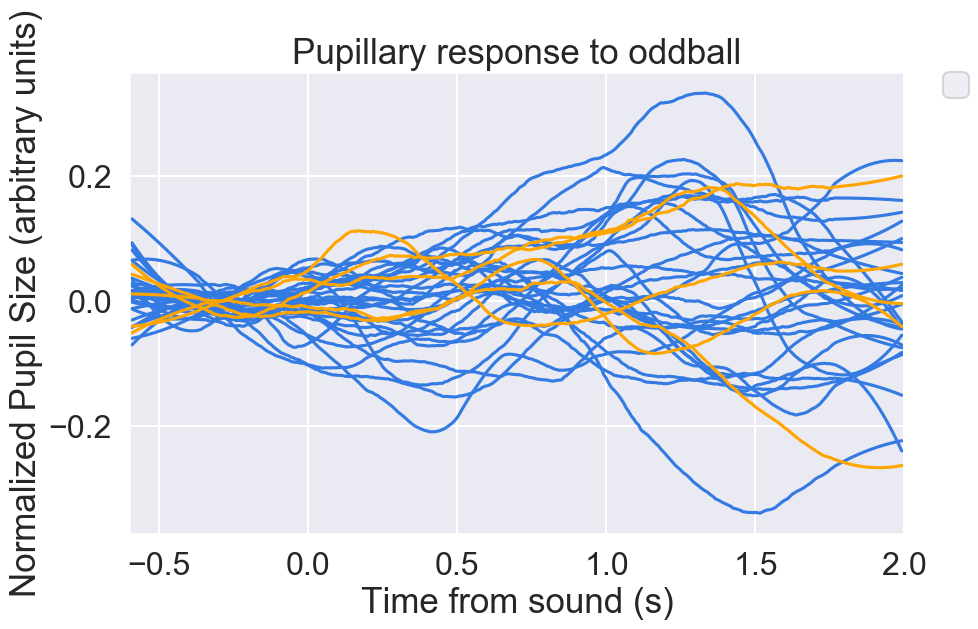 Pupillary response to oddball
Normalized Pupil Size (arbitrary units)
0.2
0.0
−0.2
−0.5 0.0 0.5 1.0 1.5 2.0
Time from sound (s)